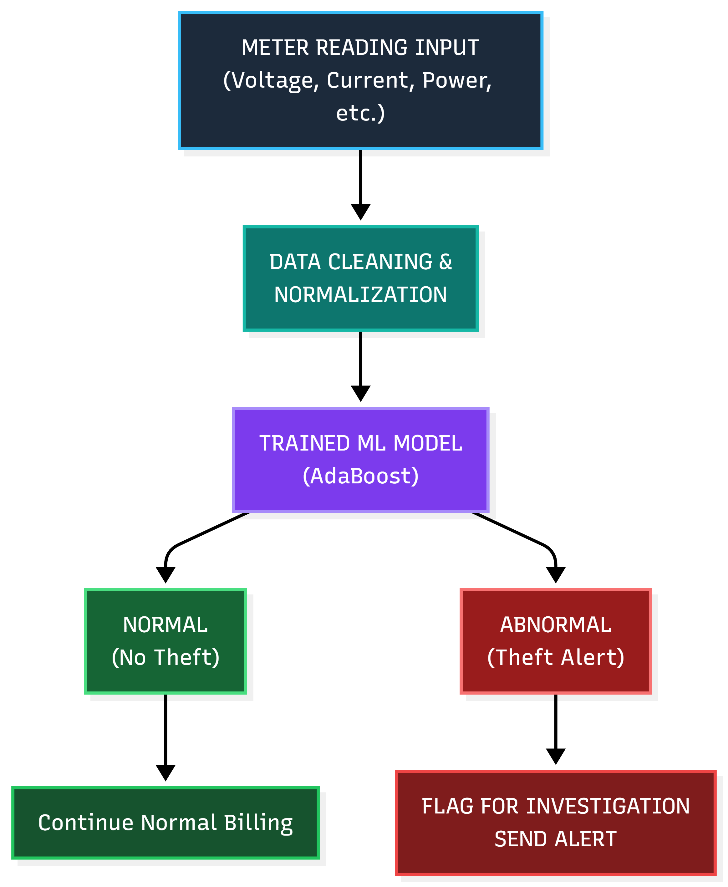 METER READING INPUT
(Voltage, Current, Power,
etc.)
DATA CLEANING &
NORMALIZATION
TRAINED ML MODEL
(AdaBoost)
NORMAL
(No Theft)
ABNORMAL
(Theft Alert)
Continue Normal Billing
FLAG FOR INVESTIGATION
SEND ALERT